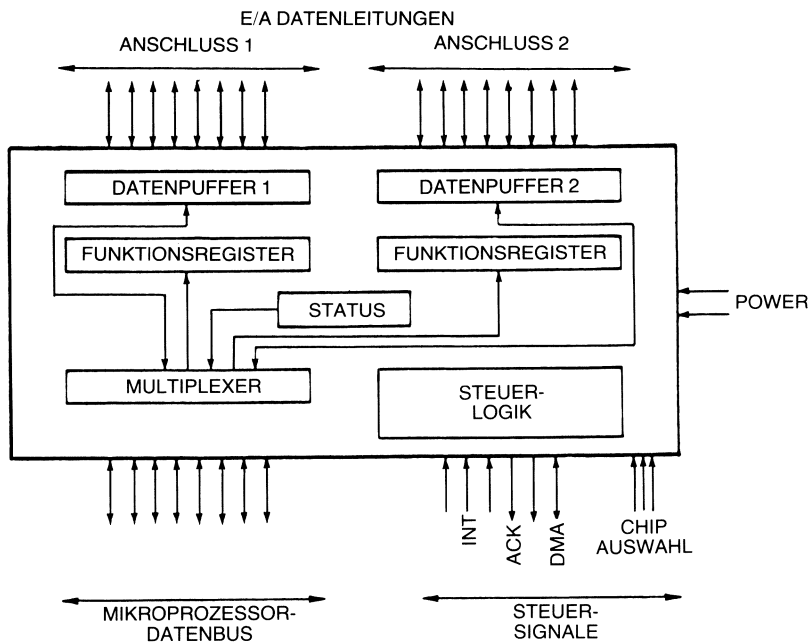 E/A DATENLEITUNGEN
ANSCHLUSS 1
ANSCHLUSS 2
DATENPUFFER 1
DATENPUFFER 2
FUNKTIONSREGISTER
FUNKTIONSREGISTER
STATUS
POWER
MULTIPLEXER
STEUER-
LOGIK
INT
ACK
DMA
CHIP
AUSWAHL
MIKROPROZESSOR-
DATENBUS
STEUER-
SIGNALE